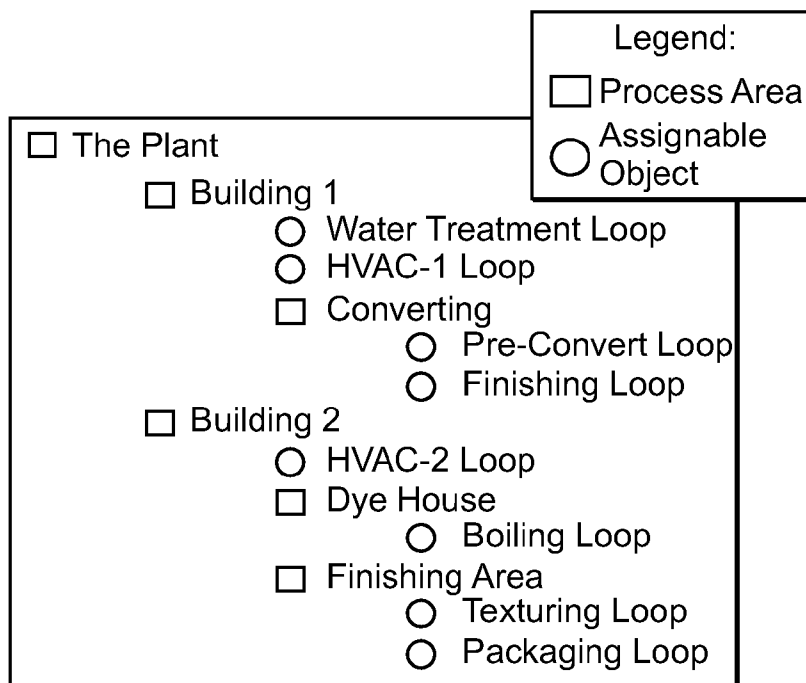 Legend:
Process Area
Assignable
Object
The Plant
Building 1
Water Treatment Loop
HVAC-1 Loop
Converting
Pre-Convert Loop
Finishing Loop
Building 2
HVAC-2 Loop
Dye House
Boiling Loop
Finishing Area
Texturing Loop
Packaging Loop